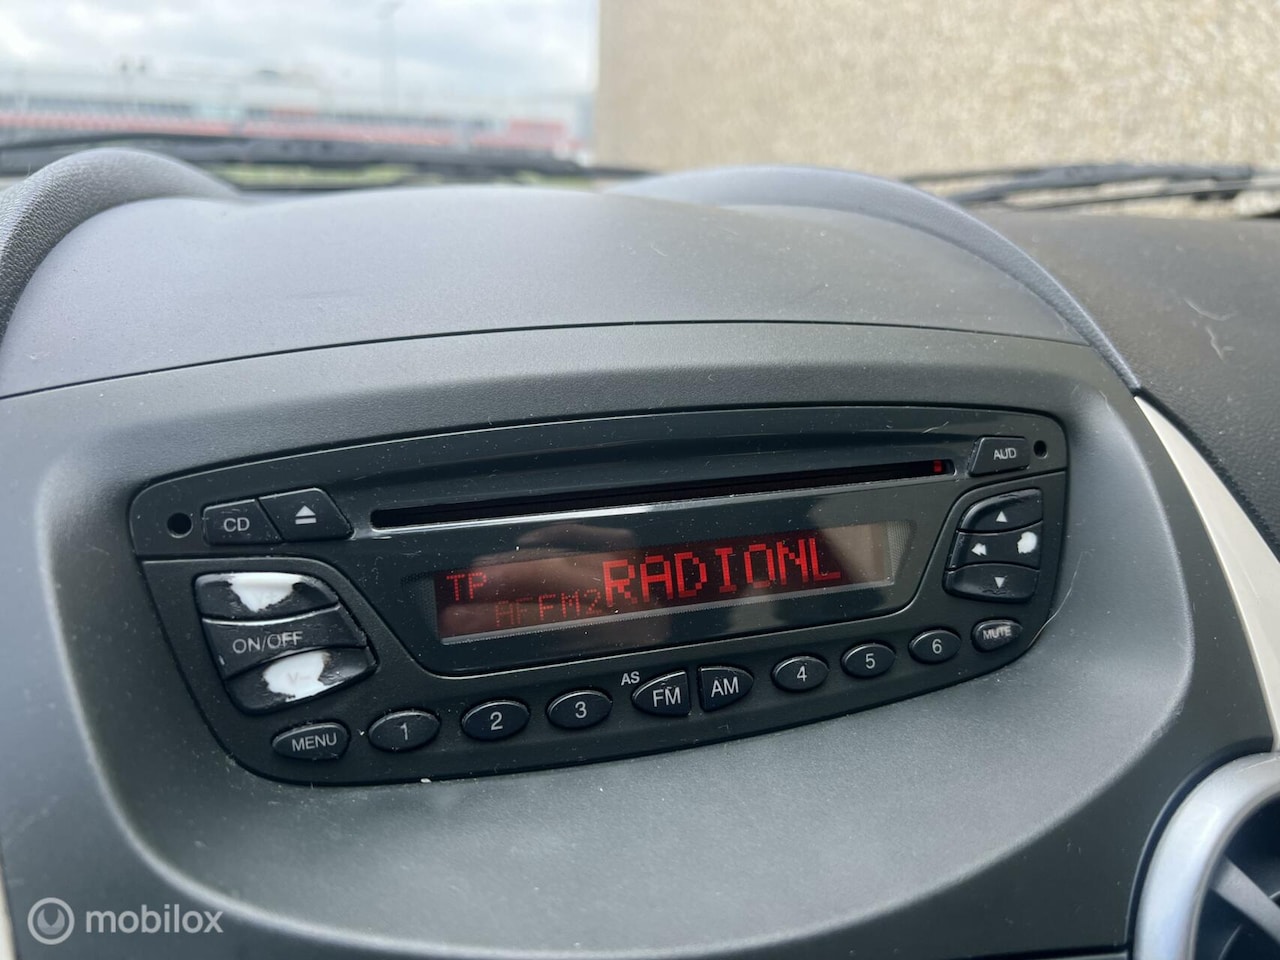 CD
AUD
TP
AF FM2 RADIONL
ON/OFF
V-
MENU 1 2 3 AS FM AM 4 5 6 MUTE
mobilox